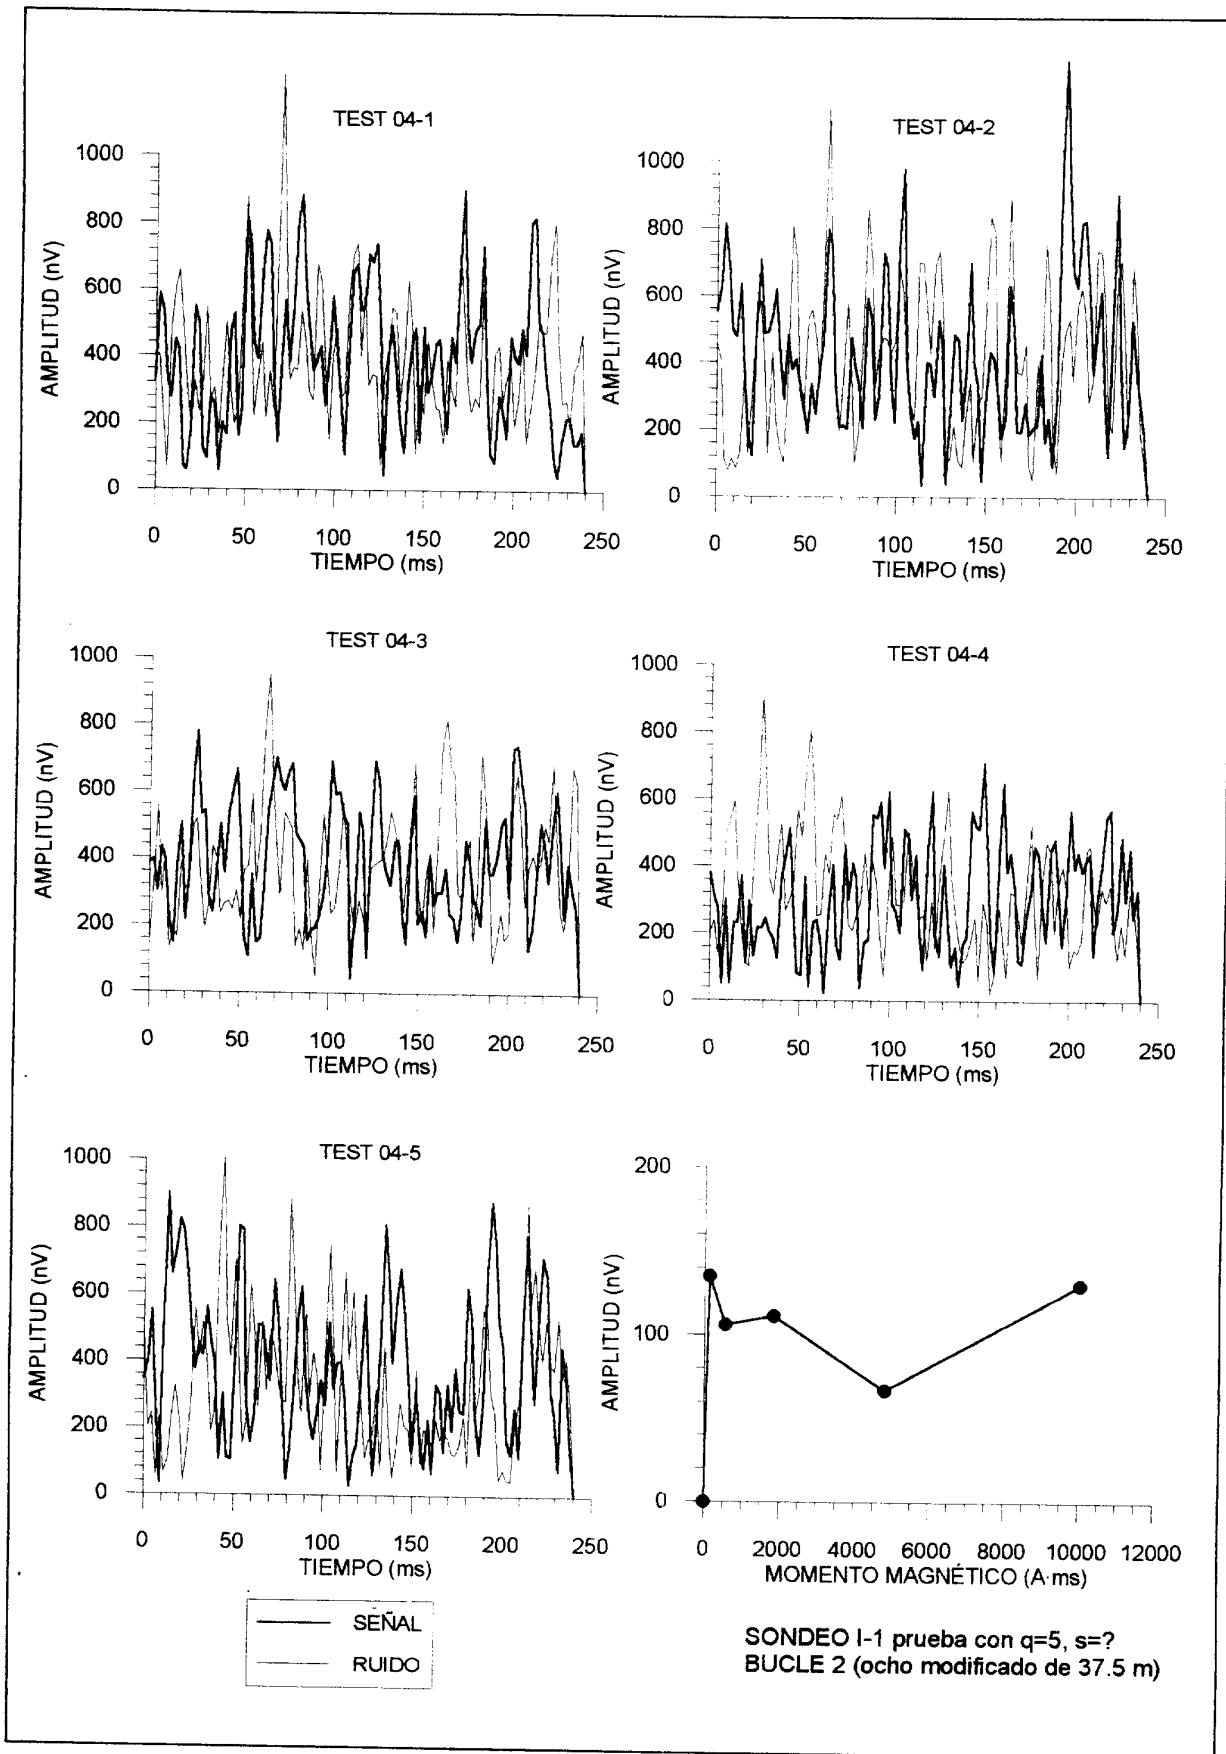 TEST 04-1
1000
800
600
400
200
0
AMPLITUD (nV)
0 50 100 150 200 250
TIEMPO (ms)
TEST 04-2
1000
800
600
400
200
0
AMPLITUD (nV)
0 50 100 150 200 250
TIEMPO (ms)
TEST 04-3
1000
800
600
400
200
0
AMPLITUD (nV)
0 50 100 150 200 250
TIEMPO (ms)
TEST 04-4
1000
800
600
400
200
0
AMPLITUD (nV)
0 50 100 150 200 250
TIEMPO (ms)
TEST 04-5
1000
800
600
400
200
0
AMPLITUD (nV)
0 50 100 150 200 250
TIEMPO (ms)
200
100
0
AMPLITUD (nV)
0 2000 4000 6000 8000 10000 12000
MOMENTO MAGNÉTICO (A·ms)
SEÑAL
RUIDO
SONDEO I-1 prueba con q=5, s=?
BUCLE 2 (ocho modificado de 37.5 m)